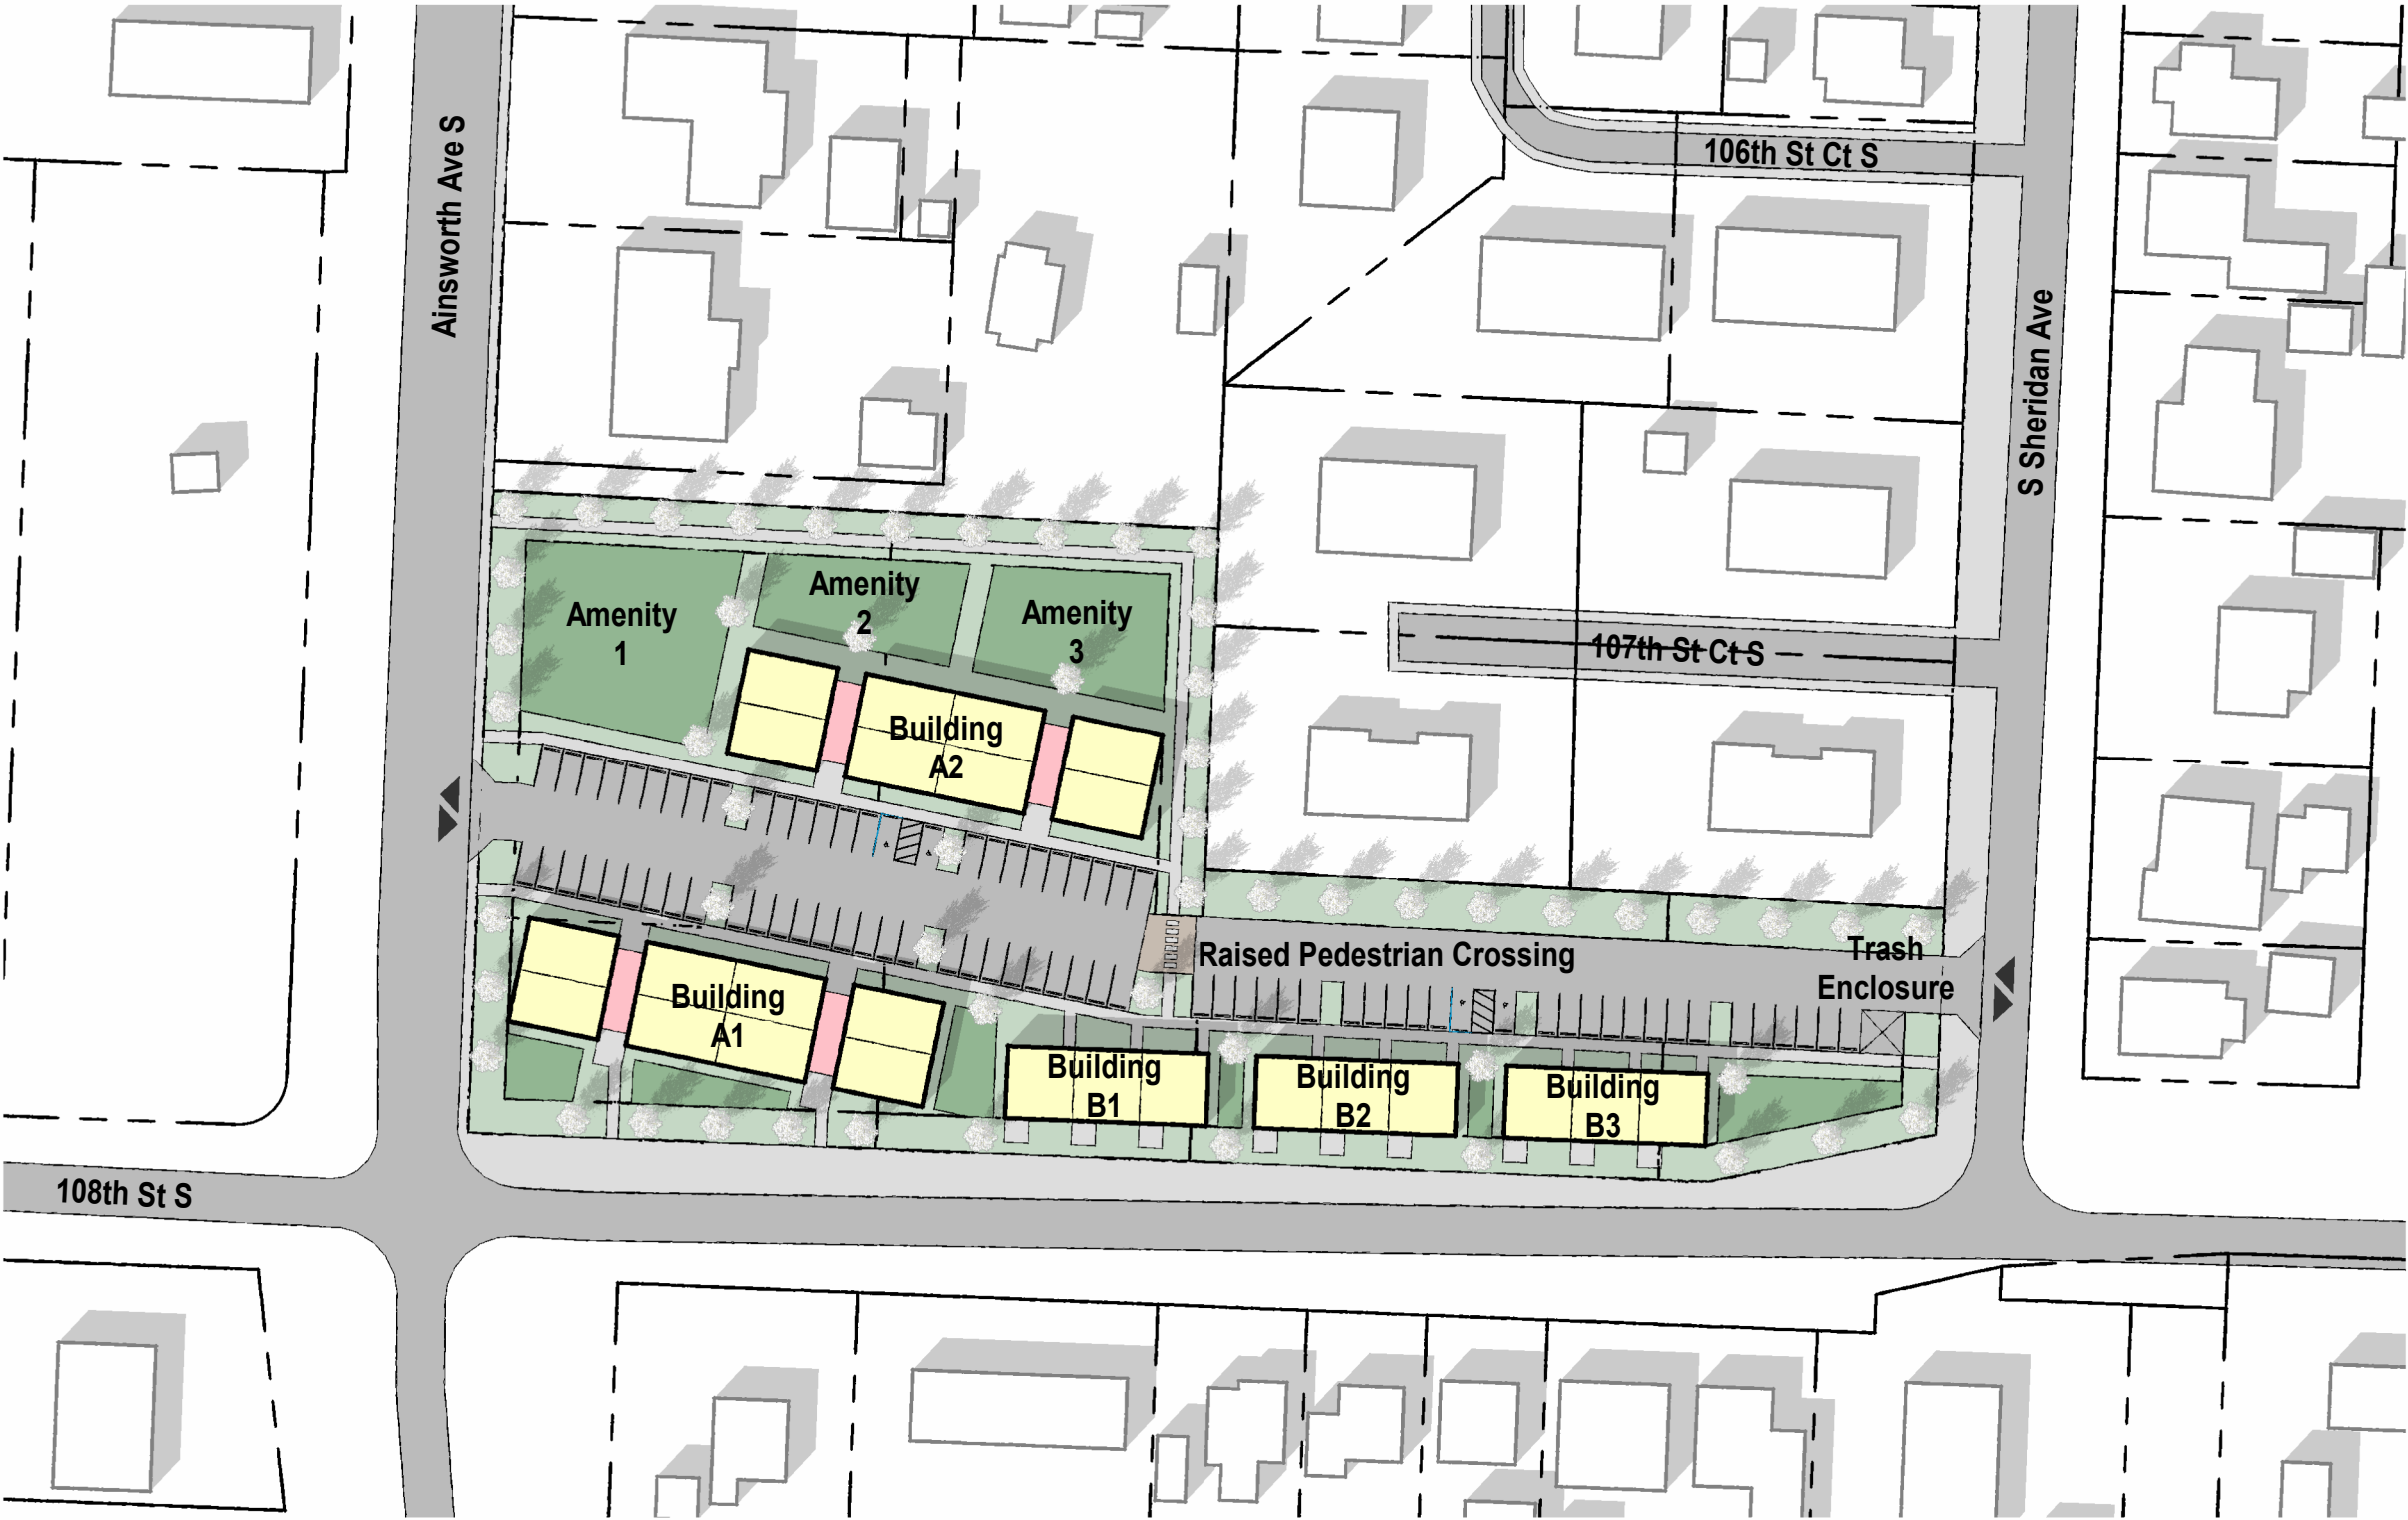 106th St Ct S
Ainsworth Ave S
S Sheridan Ave
Amenity
1
Amenity
2
Amenity
3
107th St Ct S
Building
A2
Raised Pedestrian Crossing
Trash
Enclosure
Building
A1
Building
B1
Building
B2
Building
B3
108th St S